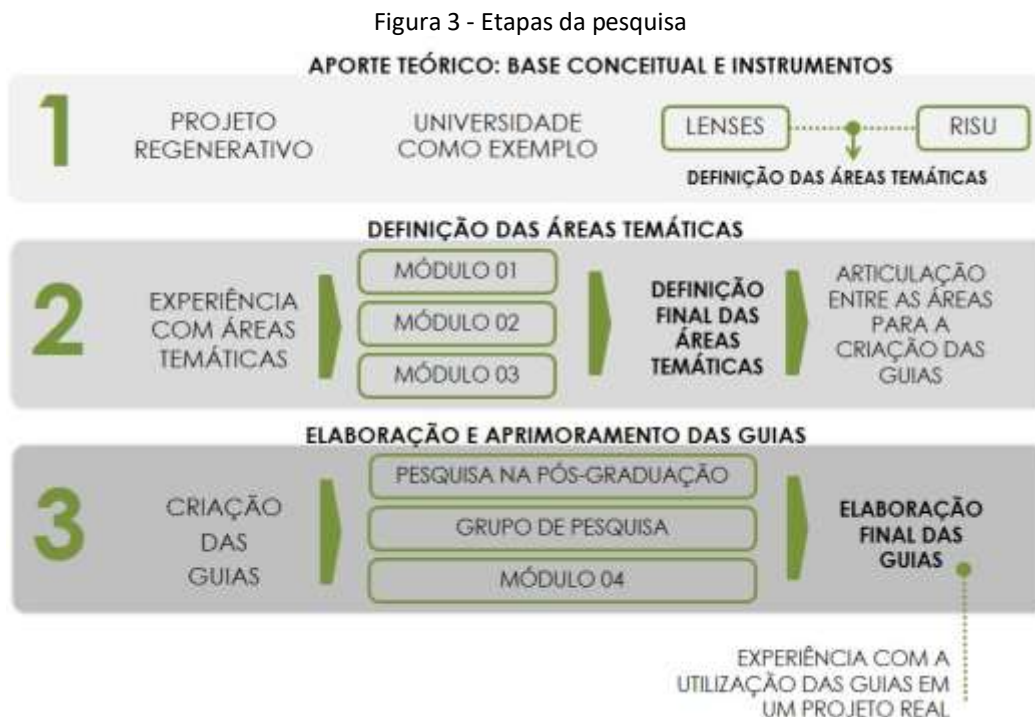 Figura 3 - Etapas da pesquisa
APORTE TEÓRICO: BASE CONCEITUAL E INSTRUMENTOS
1
PROJETO
REGENERATIVO
UNIVERSIDADE
COMO EXEMPLO
LENSES
RISU
DEFINIÇÃO DAS ÁREAS TEMÁTICAS
DEFINIÇÃO DAS ÁREAS TEMÁTICAS
2
EXPERIÊNCIA
COM ÁREAS
TEMÁTICAS
MÓDULO 01
MÓDULO 02
MÓDULO 03
DEFINIÇÃO
FINAL DAS
ÁREAS
TEMÁTICAS
ARTICULAÇÃO
ENTRE AS ÁREAS
PARA A
CRIAÇÃO DAS
GUIAS
ELABORAÇÃO E APRIMORAMENTO DAS GUIAS
3
CRIAÇÃO
DAS
GUIAS
PESQUISA NA PÓS-GRADUAÇÃO
GRUPO DE PESQUISA
MÓDULO 04
ELABORAÇÃO
FINAL DAS
GUIAS
EXPERIÊNCIA COM A
UTILIZAÇÃO DAS GUIAS EM
UM PROJETO REAL